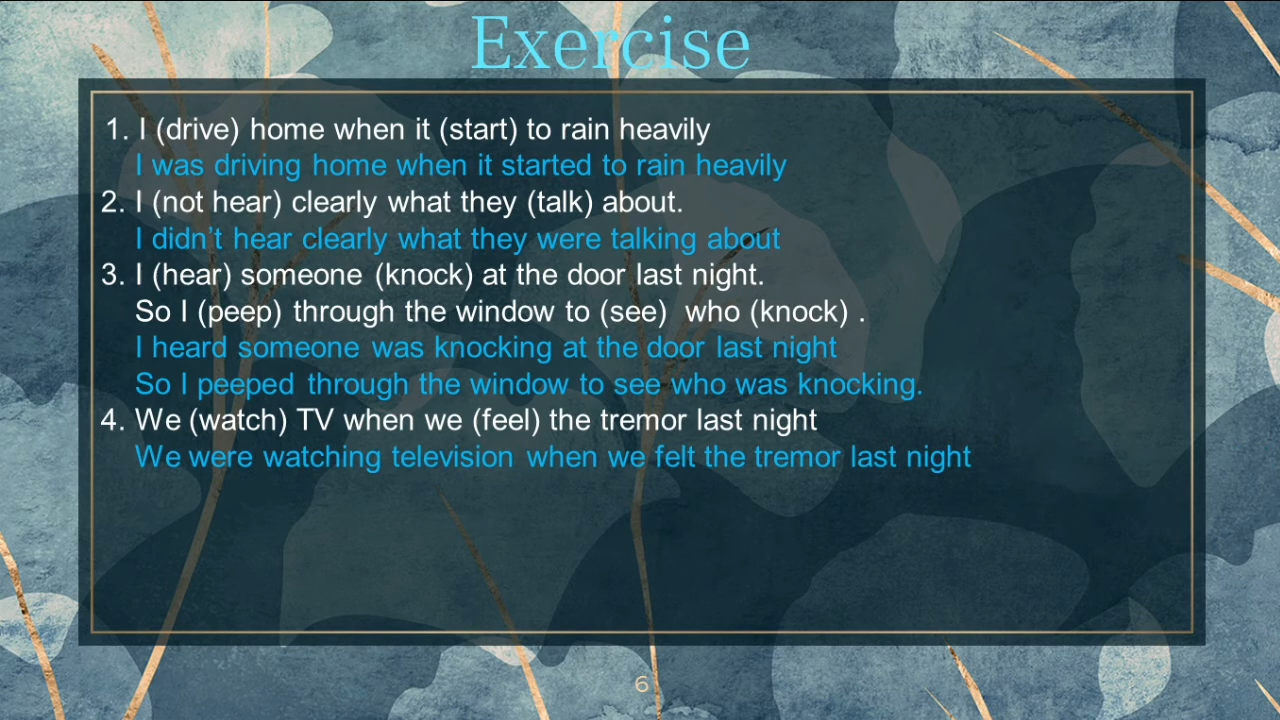 Exercise
1. I (drive) home when it (start) to rain heavily
I was driving home when it started to rain heavily
2. I (not hear) clearly what they (talk) about.
I didn’t hear clearly what they were talking about
3. I (hear) someone (knock) at the door last night.
So I (peep) through the window to (see) who (knock) .
I heard someone was knocking at the door last night
So I peeped through the window to see who was knocking.
4. We (watch) TV when we (feel) the tremor last night
We were watching television when we felt the tremor last night
6